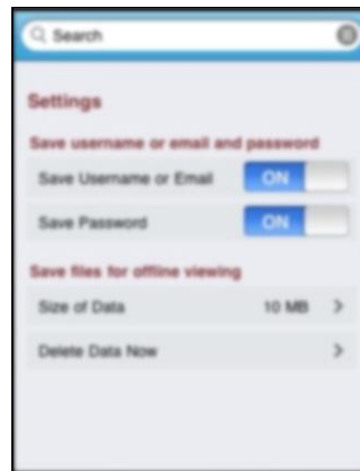 Search
Settings
Save username or email and password
Save Username or Email ON
Save Password ON
Save files for offline viewing
Size of Data 10 MB >
Delete Data Now >